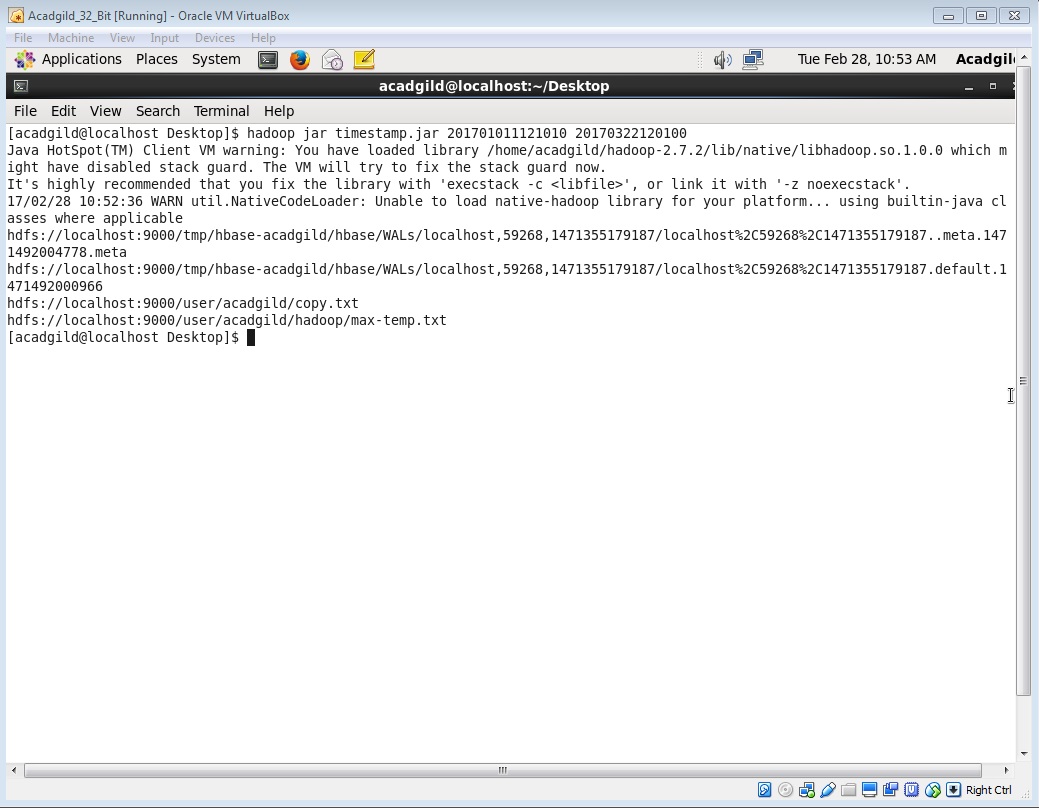 Acadgild_32_Bit [Running] - Oracle VM VirtualBox
File Machine View Input Devices Help
Applications Places System Tue Feb 28, 10:53 AM Acadgil
acadgild@localhost:~/Desktop
File Edit View Search Terminal Help
[acadgild@localhost Desktop]$ hadoop jar timestamp.jar 201701011121010 20170322120100
Java HotSpot(TM) Client VM warning: You have loaded library /home/acadgild/hadoop-2.7.2/lib/native/libhadoop.so.1.0.0 which m
ight have disabled stack guard. The VM will try to fix the stack guard now.
It's highly recommended that you fix the library with 'execstack -c <libfile>', or link it with '-z noexecstack'.
17/02/28 10:52:36 WARN util.NativeCodeLoader: Unable to load native-hadoop library for your platform... using builtin-java cl
asses where applicable
hdfs://localhost:9000/tmp/hbase-acadgild/hbase/WALs/localhost,59268,1471355179187/localhost%2C59268%2C1471355179187..meta.147
1492004778.meta
hdfs://localhost:9000/tmp/hbase-acadgild/hbase/WALs/localhost,59268,1471355179187/localhost%2C59268%2C1471355179187.default.1
471492000966
hdfs://localhost:9000/user/acadgild/copy.txt
hdfs://localhost:9000/user/acadgild/hadoop/max-temp.txt
[acadgild@localhost Desktop]$
Right Ctrl